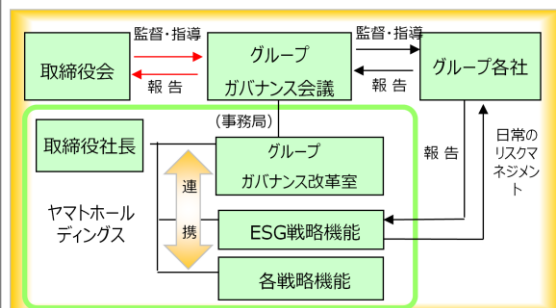 監督・指導
監督・指導
取締役会
グループ
ガバナンス会議
グループ各社
報 告
報 告
(事務局)
取締役社長
グループ
ガバナンス改革室
報 告
日常の
リスクマ
ネジメン
ト
連
携
ヤマトホール
ディングス
ESG戦略機能
各戦略機能